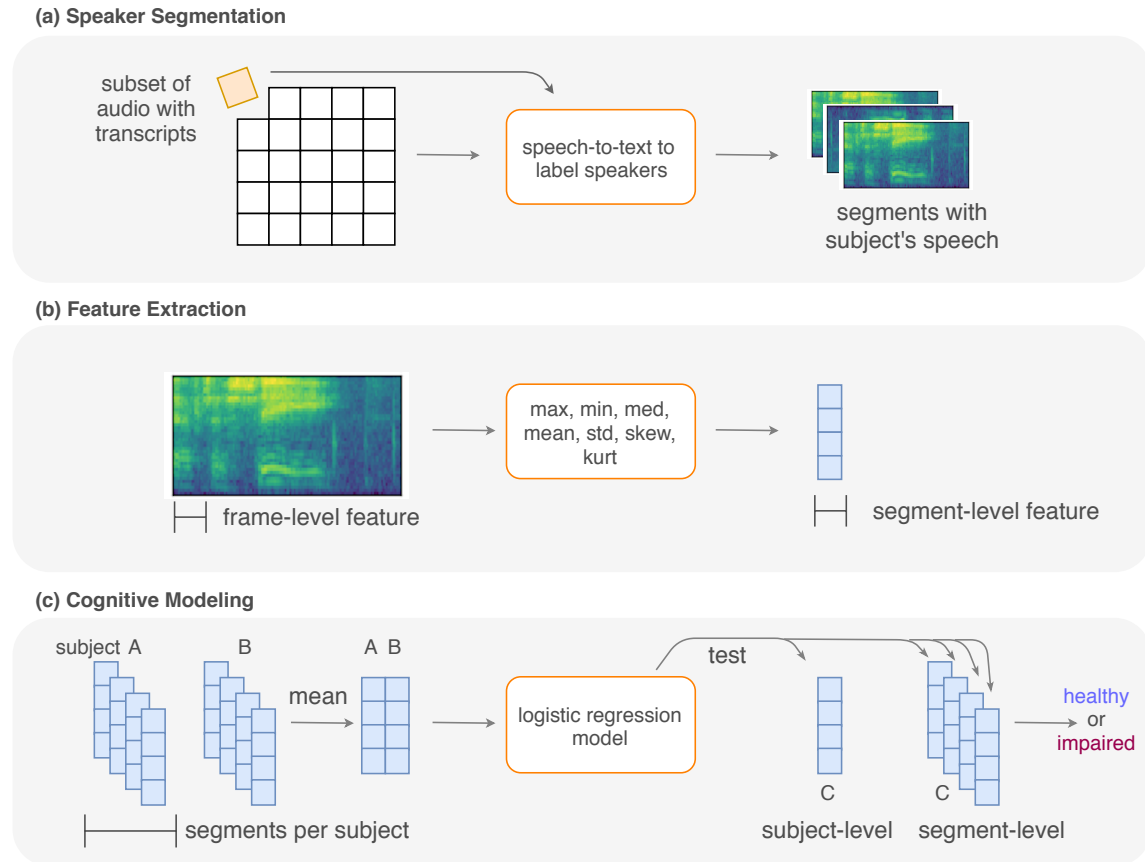 (a) Speaker Segmentation
subset of
audio with
transcripts
speech-to-text to
label speakers
segments with
subject's speech
(b) Feature Extraction
max, min, med,
mean, std, skew,
kurt
frame-level feature
segment-level feature
(c) Cognitive Modeling
subject A
B
A B
mean
logistic regression
model
test
C
C
healthy
or
impaired
segments per subject
subject-level
segment-level